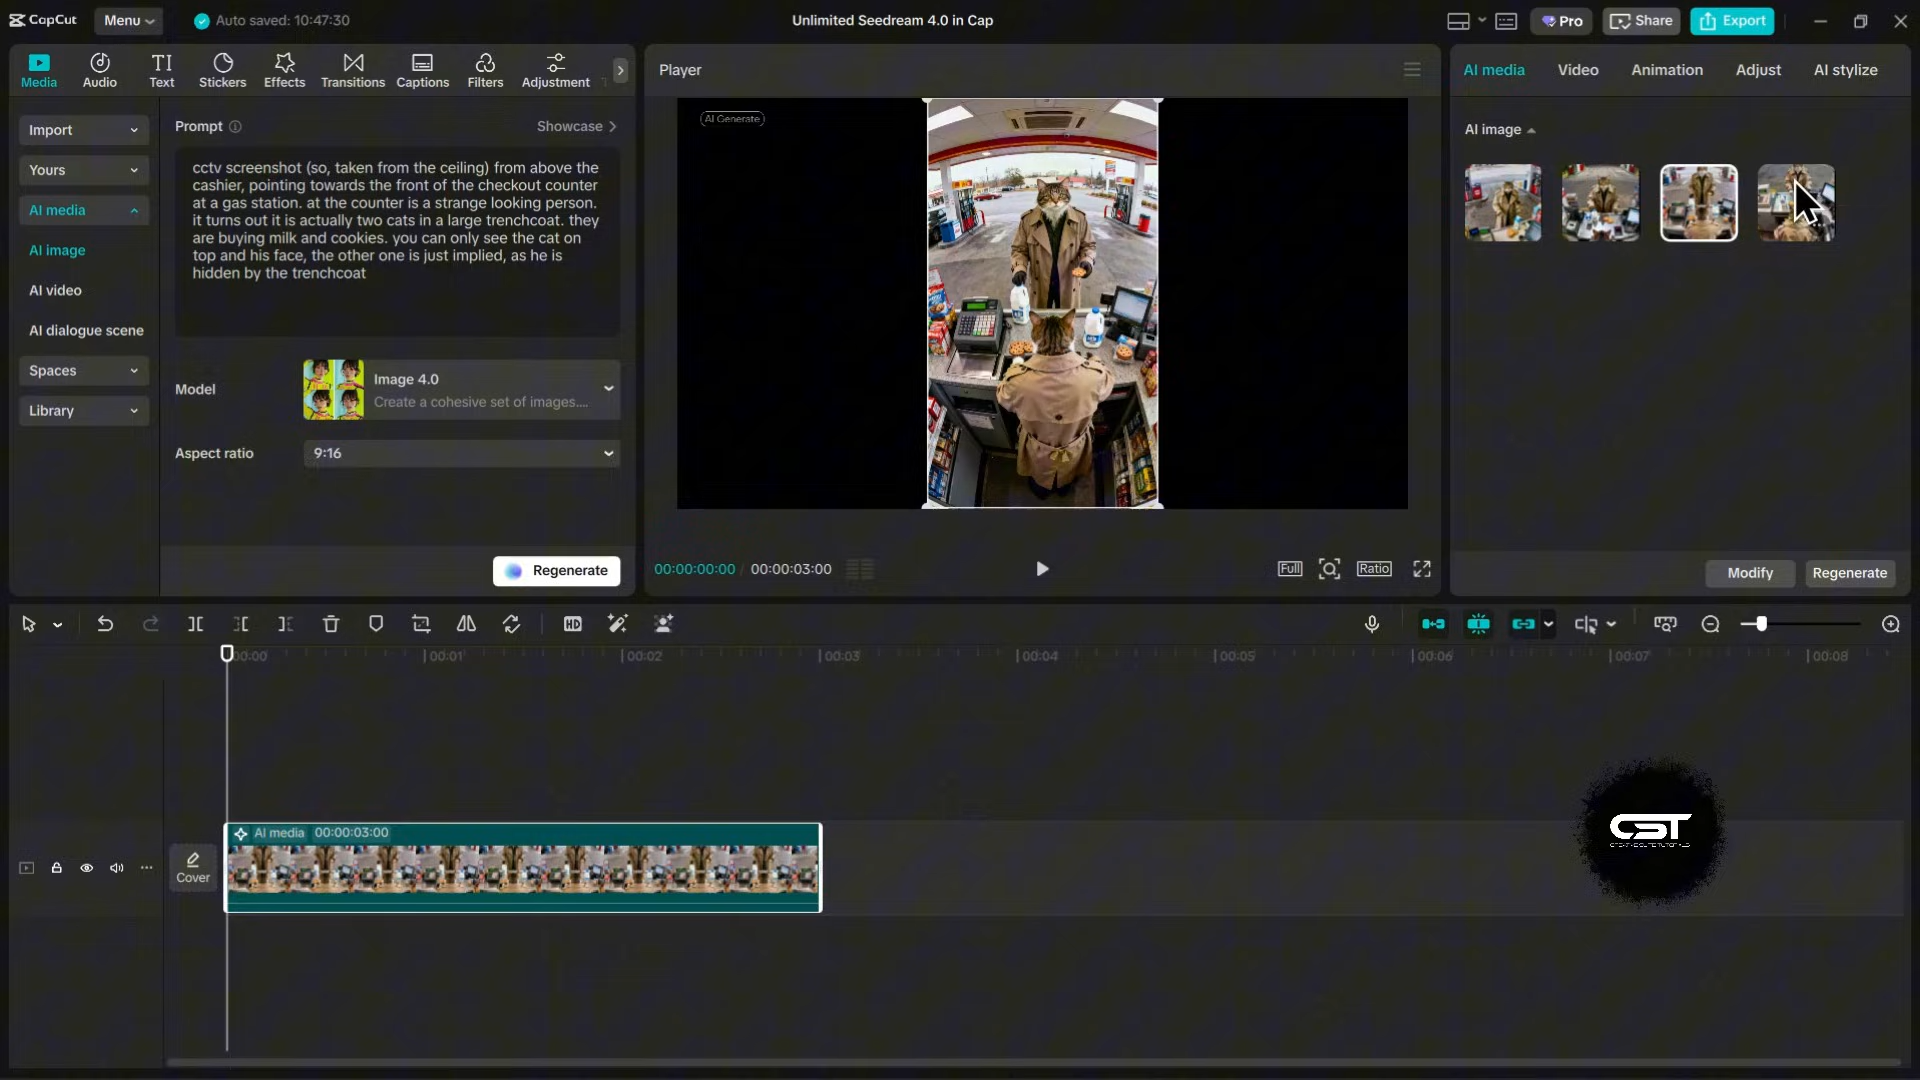 CapCut
Menu
Auto saved: 10:47:30
Unlimited Seedream 4.0 in Cap
Pro
Share
Export
Media
Audio
Text
Stickers
Effects
Transitions
Captions
Filters
Adjustment
Player
AI media
Video
Animation
Adjust
AI stylize
Import
Yours
AI media
AI image
AI video
AI dialogue scene
Spaces
Library
Prompt
Showcase
cctv screenshot (so, taken from the ceiling) from above the
cashier, pointing towards the front of the checkout counter
at a gas station. at the counter is a strange looking person.
it turns out it is actually two cats in a large trenchcoat. they
are buying milk and cookies. you can only see the cat on
top and his face, the other one is just implied, as he is
hidden by the trenchcoat
Model
Image 4.0
Create a cohesive set of images....
Aspect ratio
9:16
Regenerate
AI Generate
00:00:00:00 / 00:00:03:00
Full
Ratio
AI image
Modify
Regenerate
HD
00:00
00:01
00:02
00:03
00:04
00:05
00:06
00:07
00:08
Cover
AI media 00:00:03:00
CST